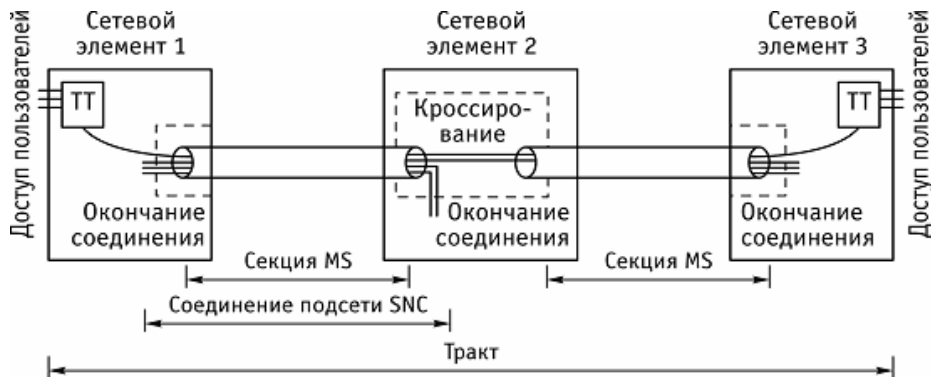 Сетевой
элемент 1
Сетевой
элемент 2
Сетевой
элемент 3
Доступ пользователей
ТТ
Кроссиро-
вание
ТТ
Доступ пользователей
Окончание
соединения
Окончание
соединения
Окончание
соединения
Секция MS
Секция MS
Соединение подсети SNC
Тракт